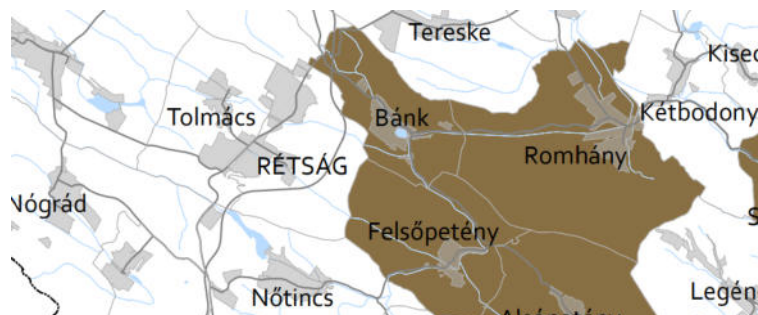 Tereske
Kisec
Tolmács
Bánk
Kétbodony
RÉTSÁG
Romhány
Nógrád
Felsőpetény
Nőtincs
Legén